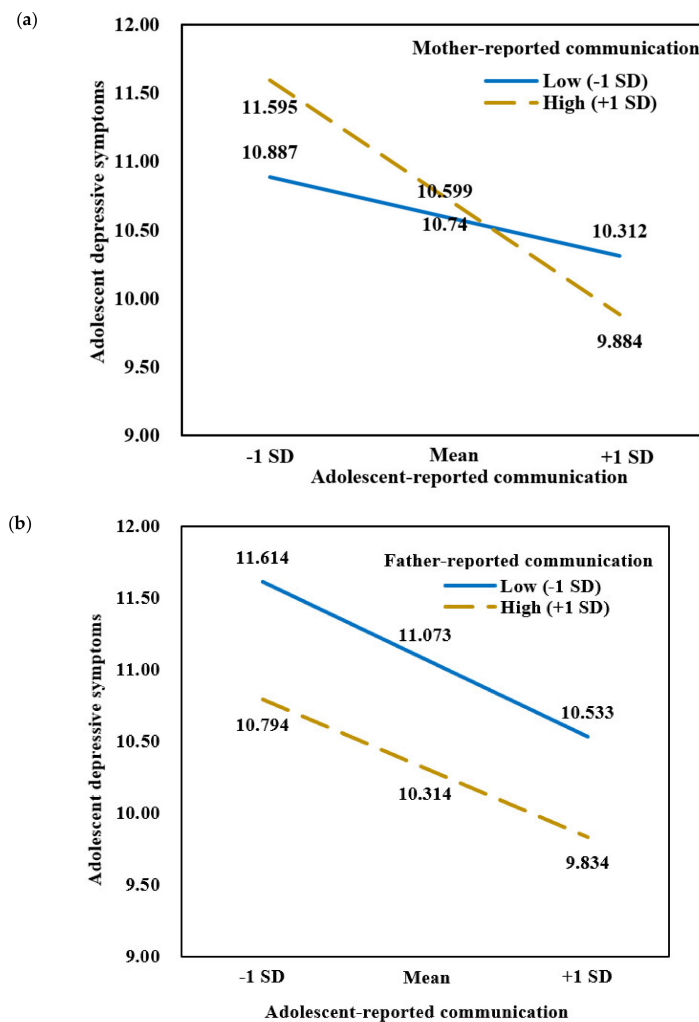 (a)
12.00
11.50
11.00
10.50
10.00
9.50
9.00
Adolescent depressive symptoms
Mother-reported communication
Low (-1 SD)
High (+1 SD)
11.595
10.887
10.599
10.74
10.312
9.884
-1 SD Mean +1 SD
Adolescent-reported communication
(b)
12.00
11.50
11.00
10.50
10.00
9.50
9.00
Adolescent depressive symptoms
Father-reported communication
Low (-1 SD)
High (+1 SD)
11.614
11.073
10.533
10.794
10.314
9.834
-1 SD Mean +1 SD
Adolescent-reported communication